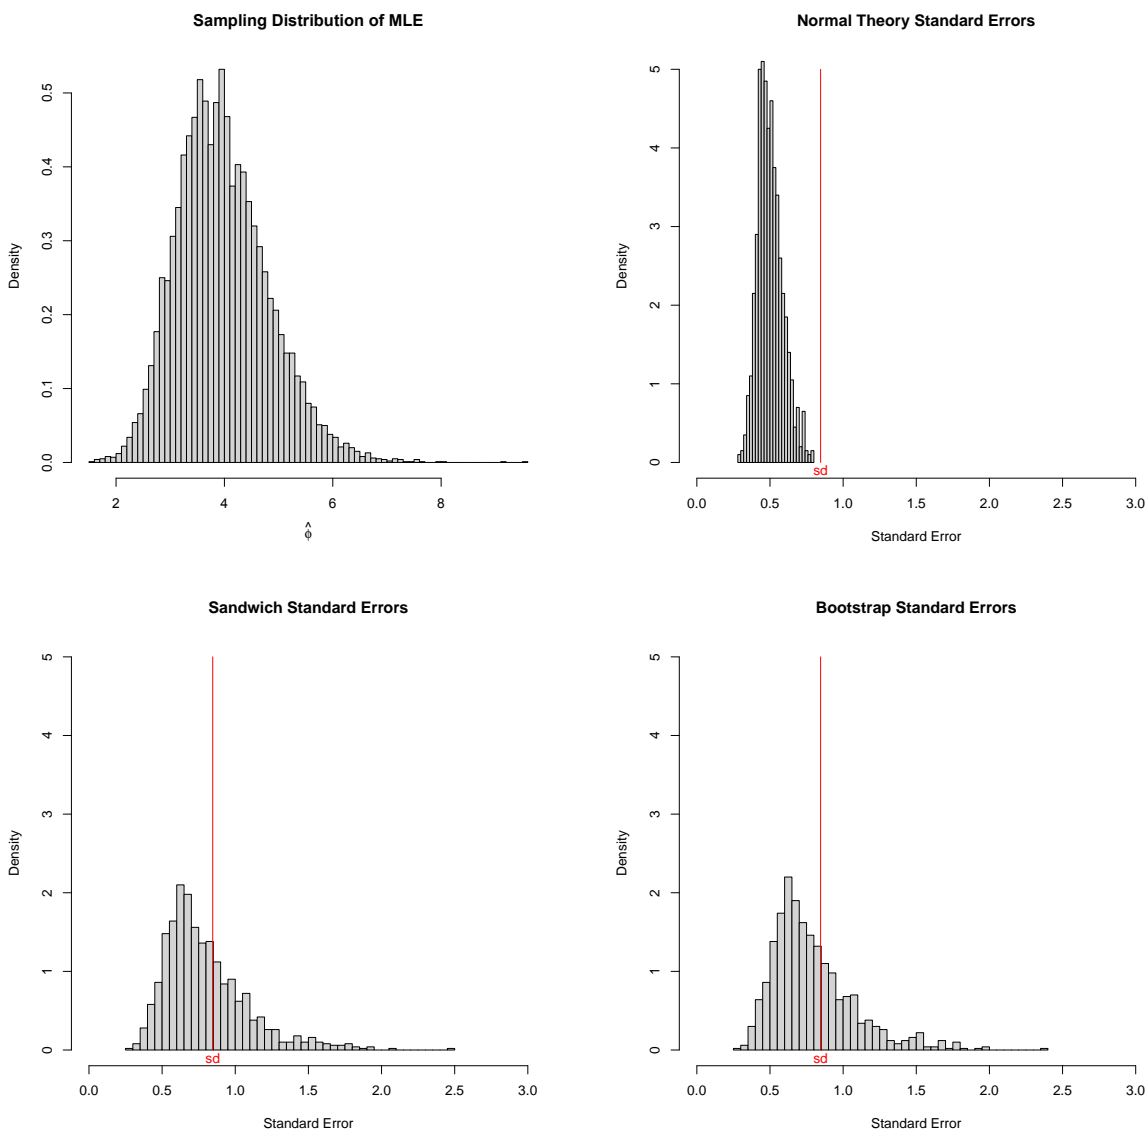 Sampling Distribution of MLE
Density
0.0 0.1 0.2 0.3 0.4 0.5
2 4 6 8
ϕ̂
Normal Theory Standard Errors
Density
0 1 2 3 4 5
sd
0.0 0.5 1.0 1.5 2.0 2.5 3.0
Standard Error
Sandwich Standard Errors
Density
0 1 2 3 4 5
sd
0.0 0.5 1.0 1.5 2.0 2.5 3.0
Standard Error
Bootstrap Standard Errors
Density
0 1 2 3 4 5
sd
0.0 0.5 1.0 1.5 2.0 2.5 3.0
Standard Error